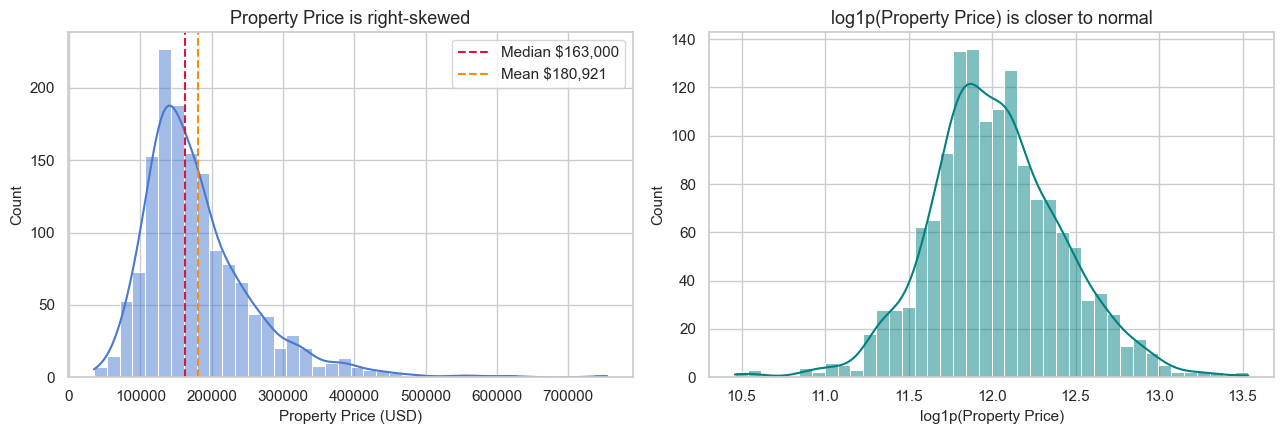 Property Price is right-skewed
Median $163,000
Mean $180,921
Count
200
150
100
50
0
0 100000 200000 300000 400000 500000 600000 700000
Property Price (USD)
log1p(Property Price) is closer to normal
Count
140
120
100
80
60
40
20
0
10.5 11.0 11.5 12.0 12.5 13.0 13.5
log1p(Property Price)